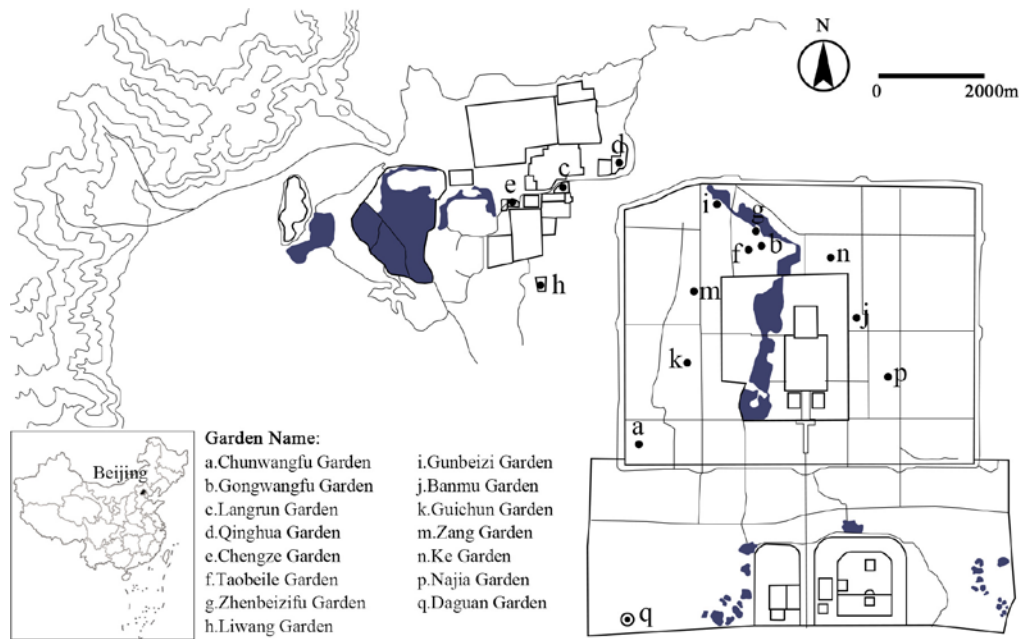 N
0 2000m
d
c
e
i
g
f
b
n
h
m
j
k
p
a
Beijing
Garden Name:
a.Chunwangfu Garden
b.Gongwangfu Garden
c.Langrun Garden
d.Qinghua Garden
e.Chengze Garden
f.Taobeile Garden
g.Zhenbeizifu Garden
h.Liwang Garden
i.Gunbeizi Garden
j.Banmu Garden
k.Guichun Garden
m.Zang Garden
n.Ke Garden
p.Najia Garden
q.Daguan Garden
q